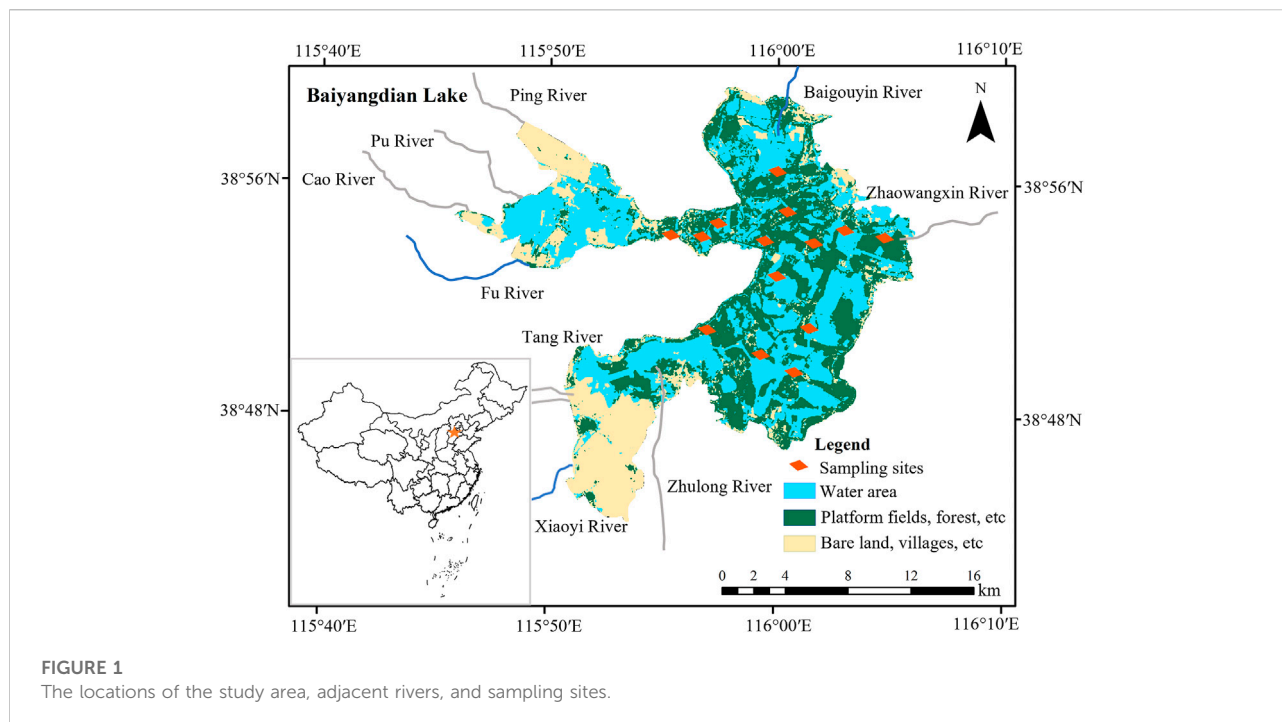 115°40′E 115°50′E 116°00′E 116°10′E
Baiyangdian Lake
Ping River
Baigouyin River
N
Pu River
Cao River
38°56′N
38°56′N
Zhaowangxin River
Fu River
Tang River
38°48′N
38°48′N
Legend
Sampling sites
Water area
Platform fields, forest, etc
Bare land, villages, etc
Zhulong River
Xiaoyi River
0 2 4 8 12 16
km
115°40′E 115°50′E 116°00′E 116°10′E
FIGURE 1
The locations of the study area, adjacent rivers, and sampling sites.